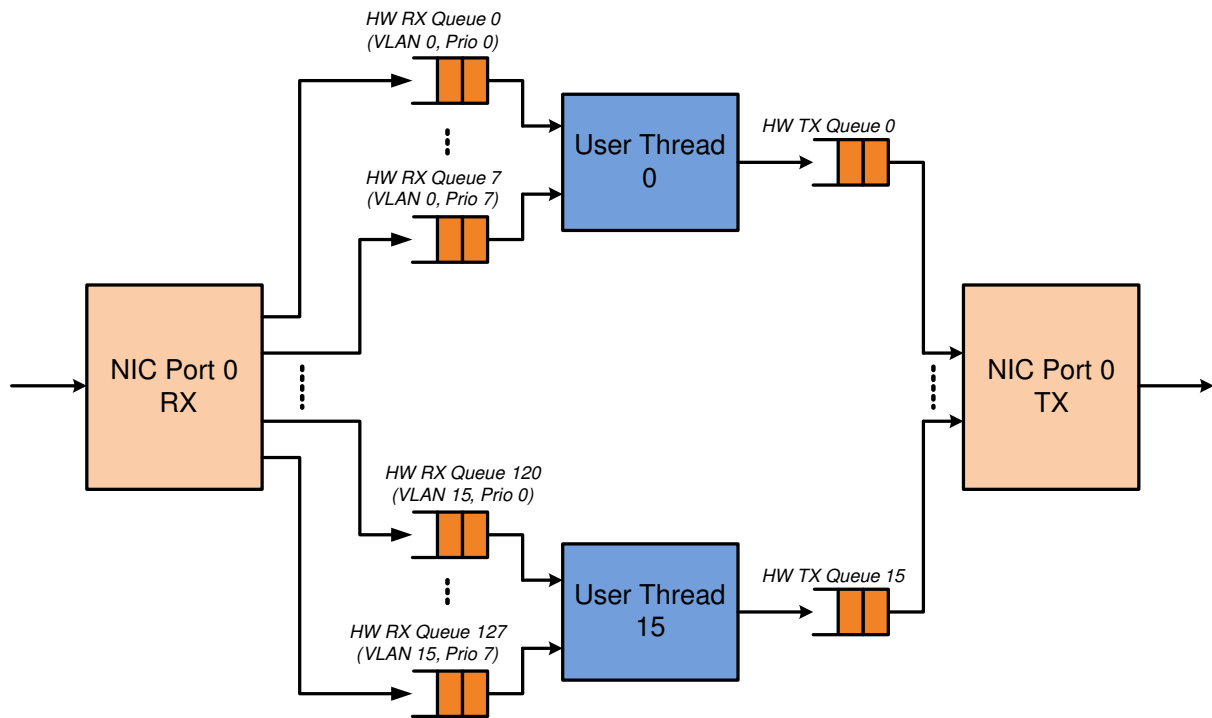 HW RX Queue 0
(VLAN 0, Prio 0)
HW RX Queue 7
(VLAN 0, Prio 7)
User Thread
0
HW TX Queue 0
NIC Port 0
RX
NIC Port 0
TX
HW RX Queue 120
(VLAN 15, Prio 0)
HW RX Queue 127
(VLAN 15, Prio 7)
User Thread
15
HW TX Queue 15